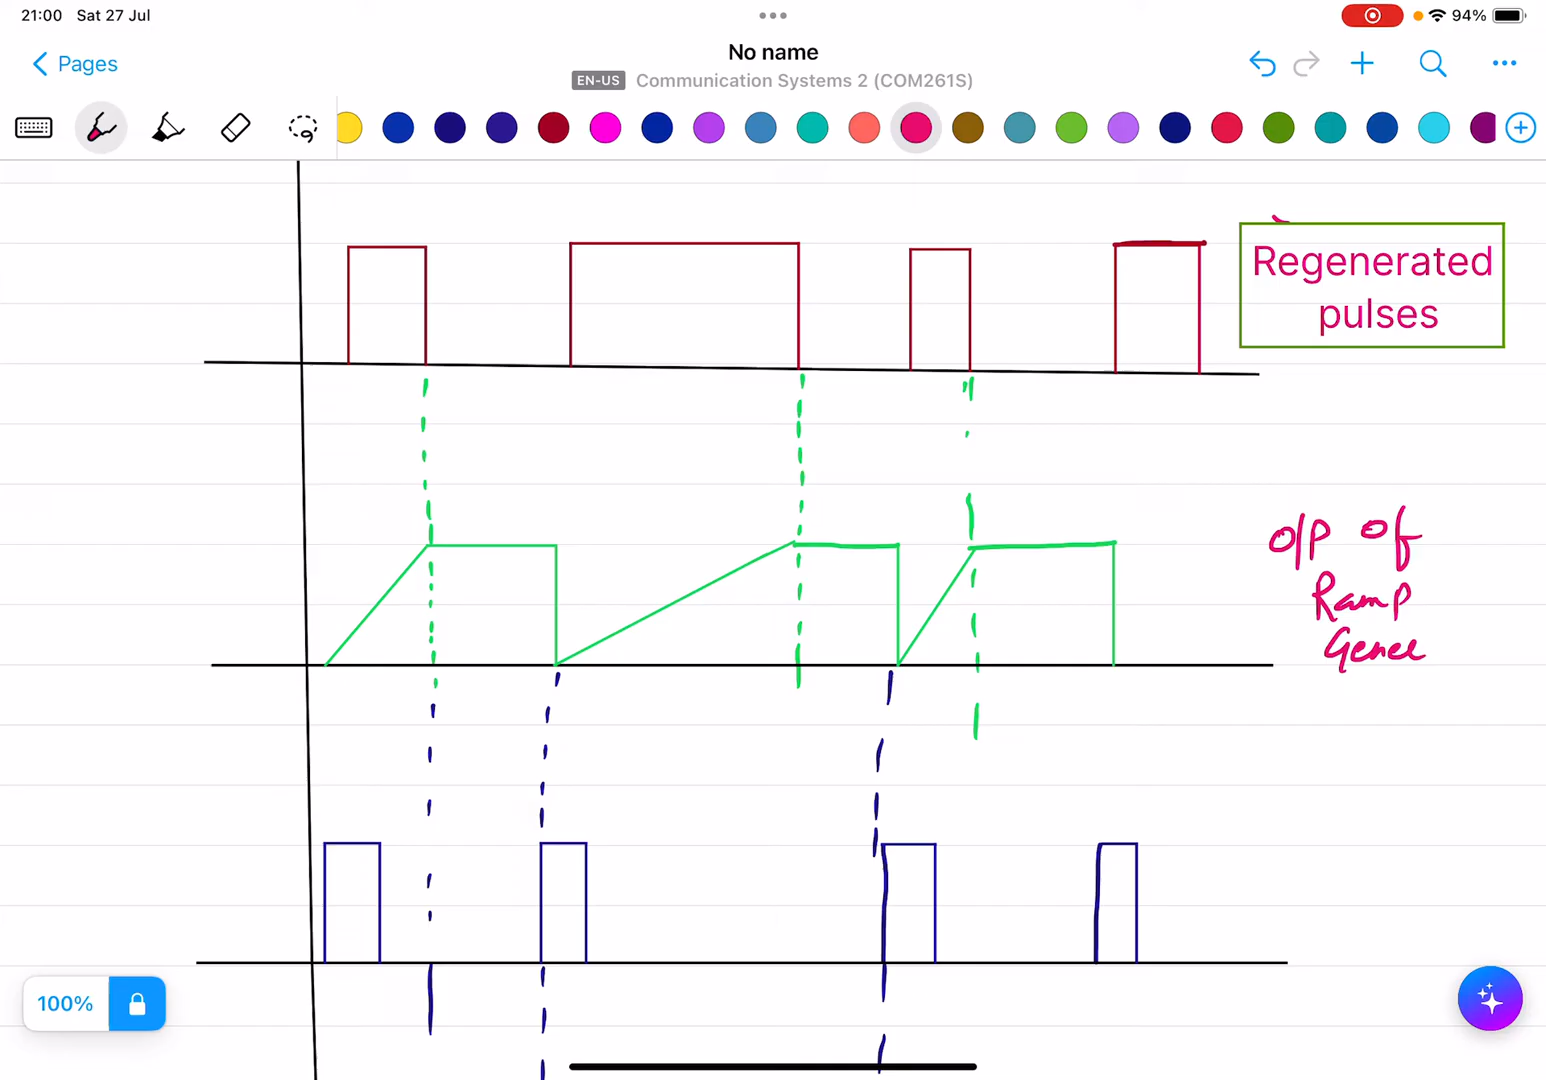 21:00 Sat 27 Jul
94%
Pages
No name
EN-US Communication Systems 2 (COM261S)
Regenerated
pulses
O/P of
Ramp
100%